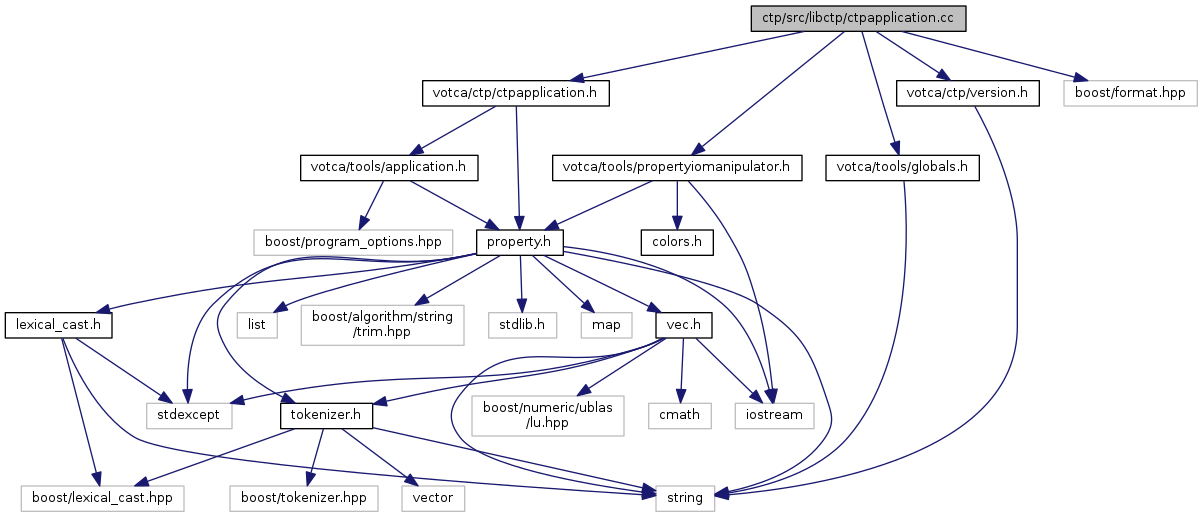 ctp/src/libctp/ctpapplication.cc
votca/ctp/ctpapplication.h
votca/ctp/version.h
boost/format.hpp
votca/tools/application.h
votca/tools/propertyiomanipulator.h
votca/tools/globals.h
boost/program_options.hpp
property.h
colors.h
lexical_cast.h
list
boost/algorithm/string
/trim.hpp
stdlib.h
map
vec.h
stdexcept
tokenizer.h
boost/numeric/ublas
/lu.hpp
cmath
iostream
boost/lexical_cast.hpp
boost/tokenizer.hpp
vector
string